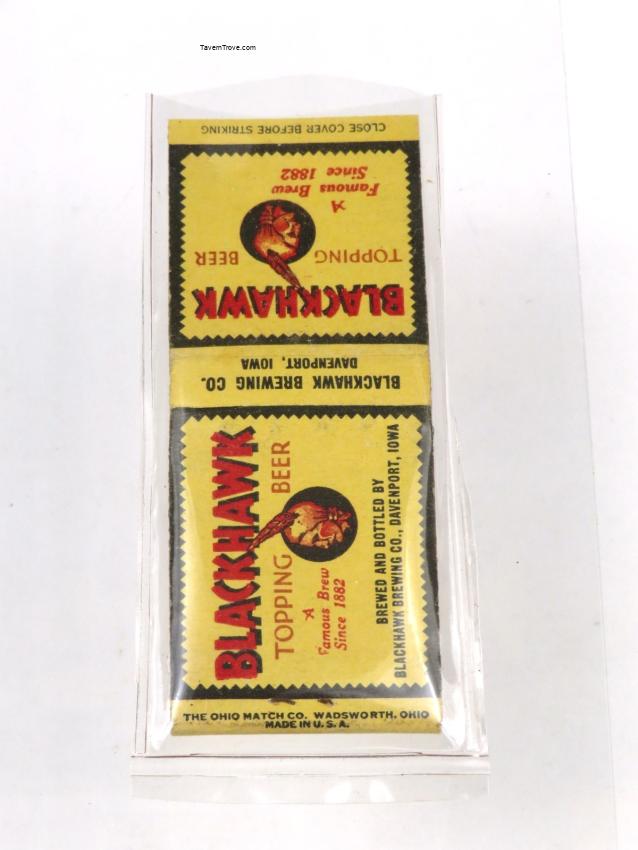 TavernTrove.com
CLOSE COVER BEFORE STRIKING
BLACKHAWK
TOPPING BEER
A
Famous Brew
Since 1882
BLACKHAWK BREWING CO.
DAVENPORT, IOWA
BLACKHAWK
TOPPING BEER
A
Famous Brew
Since 1882
BREWED AND BOTTLED BY
BLACKHAWK BREWING CO., DAVENPORT, IOWA
THE OHIO MATCH CO. WADSWORTH, OHIO
MADE IN U.S.A.